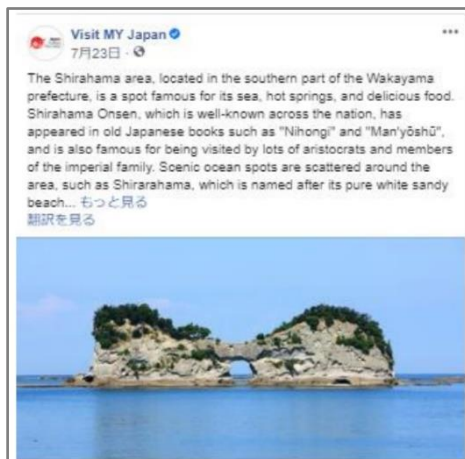 Visit MY Japan
7月23日 ·
The Shirahama area, located in the southern part of the Wakayama
prefecture, is a spot famous for its sea, hot springs, and delicious food.
Shirahama Onsen, which is well-known across the nation, has
appeared in old Japanese books such as "Nihongi" and "Man'yōshū",
and is also famous for being visited by lots of aristocrats and members
of the imperial family. Scenic ocean spots are scattered around the
area, such as Shirarahama, which is named after its pure white sandy
beach... もっと見る
翻訳を見る